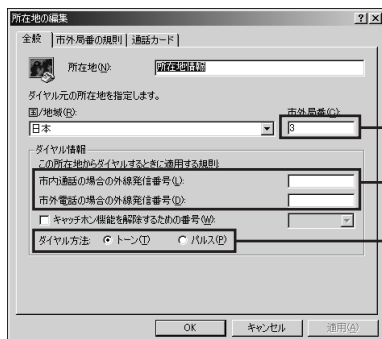 所在地の編集
全般 市外局番の規則 通話カード
所在地(N): 所在地情報
ダイヤル元の所在地を指定します。
国/地域(R): 市外局番(C):
日本 3
ダイヤル情報
この所在地からダイヤルするときに適用する規則:
市内通話の場合の外線発信番号(L):
市外電話の場合の外線発信番号(D):
キャッチホン機能を解除するための番号(W):
ダイヤル方法: トーン(T) パルス(P)
OK キャンセル 適用(A)